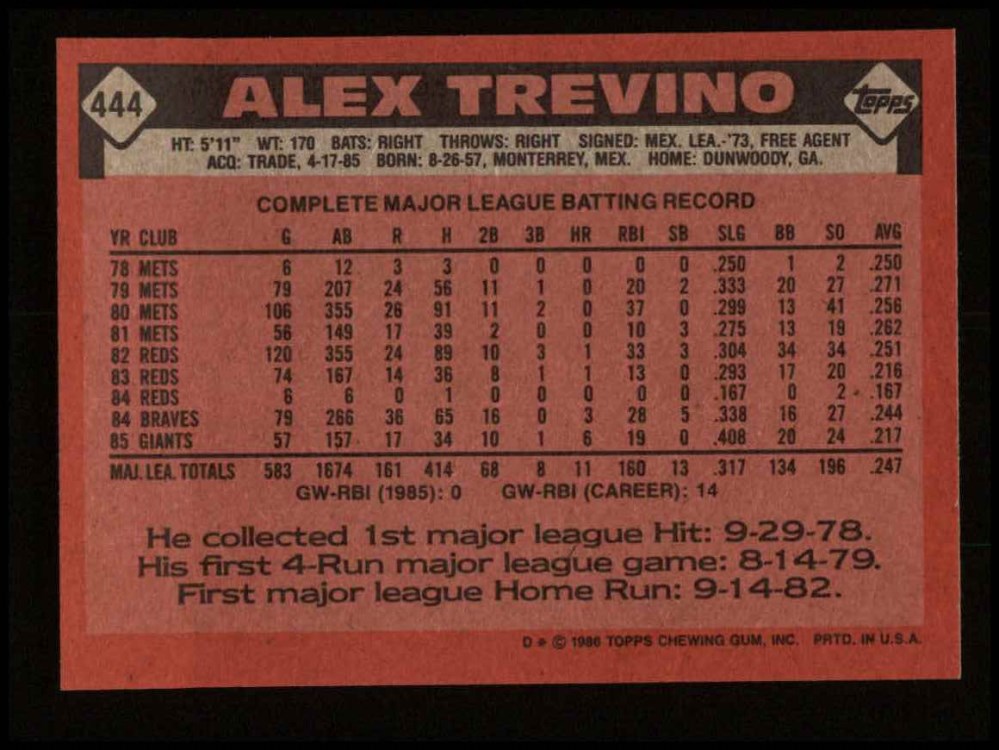 444 ALEX TREVINO Topps
HT: 5'11" WT: 170 BATS: RIGHT THROWS: RIGHT SIGNED: MEX. LEA.-'73, FREE AGENT
ACQ: TRADE, 4-17-85 BORN: 8-26-57, MONTERREY, MEX. HOME: DUNWOODY, GA.
COMPLETE MAJOR LEAGUE BATTING RECORD
YR CLUB G AB R H 2B 3B HR RBI SB SLG BB SO AVG
78 METS 6 12 3 3 0 0 0 0 0 .250 1 2 .250
79 METS 79 207 24 56 11 1 0 20 2 .333 20 27 .271
80 METS 106 355 26 91 11 2 0 37 0 .299 13 41 .256
81 METS 56 149 17 39 2 0 0 10 3 .275 13 19 .262
82 REDS 120 355 24 89 10 3 1 33 3 .304 34 34 .251
83 REDS 74 167 14 36 8 1 1 13 0 .293 17 20 .216
84 REDS 6 6 0 1 0 0 0 0 0 .167 0 2 .167
84 BRAVES 79 266 36 65 16 0 3 28 5 .338 16 27 .244
85 GIANTS 57 157 17 34 10 1 6 19 0 .408 20 24 .217
MAJ. LEA. TOTALS 583 1674 161 414 68 8 11 160 13 .317 134 196 .247
GW-RBI (1985): 0 GW-RBI (CAREER): 14
He collected 1st major league Hit: 9-29-78.
His first 4-Run major league game: 8-14-79.
First major league Home Run: 9-14-82.
D * © 1986 TOPPS CHEWING GUM, INC. PRTD. IN U.S.A.